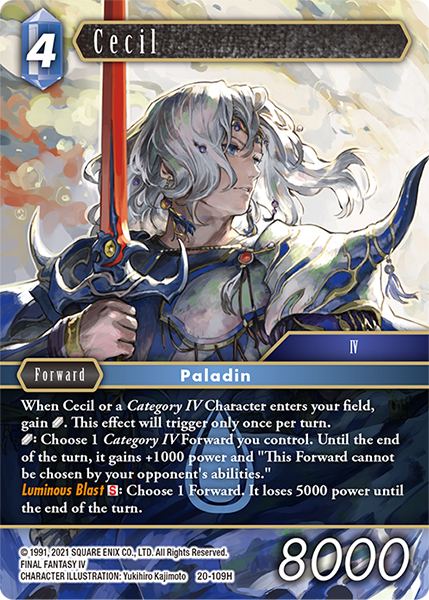 4
Cecil
IV
Forward
Paladin
When Cecil or a Category IV Character enters your field,
gain . This effect will trigger only once per turn.
: Choose 1 Category IV Forward you control. Until the end
of the turn, it gains +1000 power and "This Forward cannot
be chosen by your opponent's abilities."
Luminous Blast S: Choose 1 Forward. It loses 5000 power until
the end of the turn.
© 1991, 2021 SQUARE ENIX CO., LTD. All Rights Reserved.
FINAL FANTASY IV
CHARACTER ILLUSTRATION: Yukihiro Kajimoto 20-109H
8000